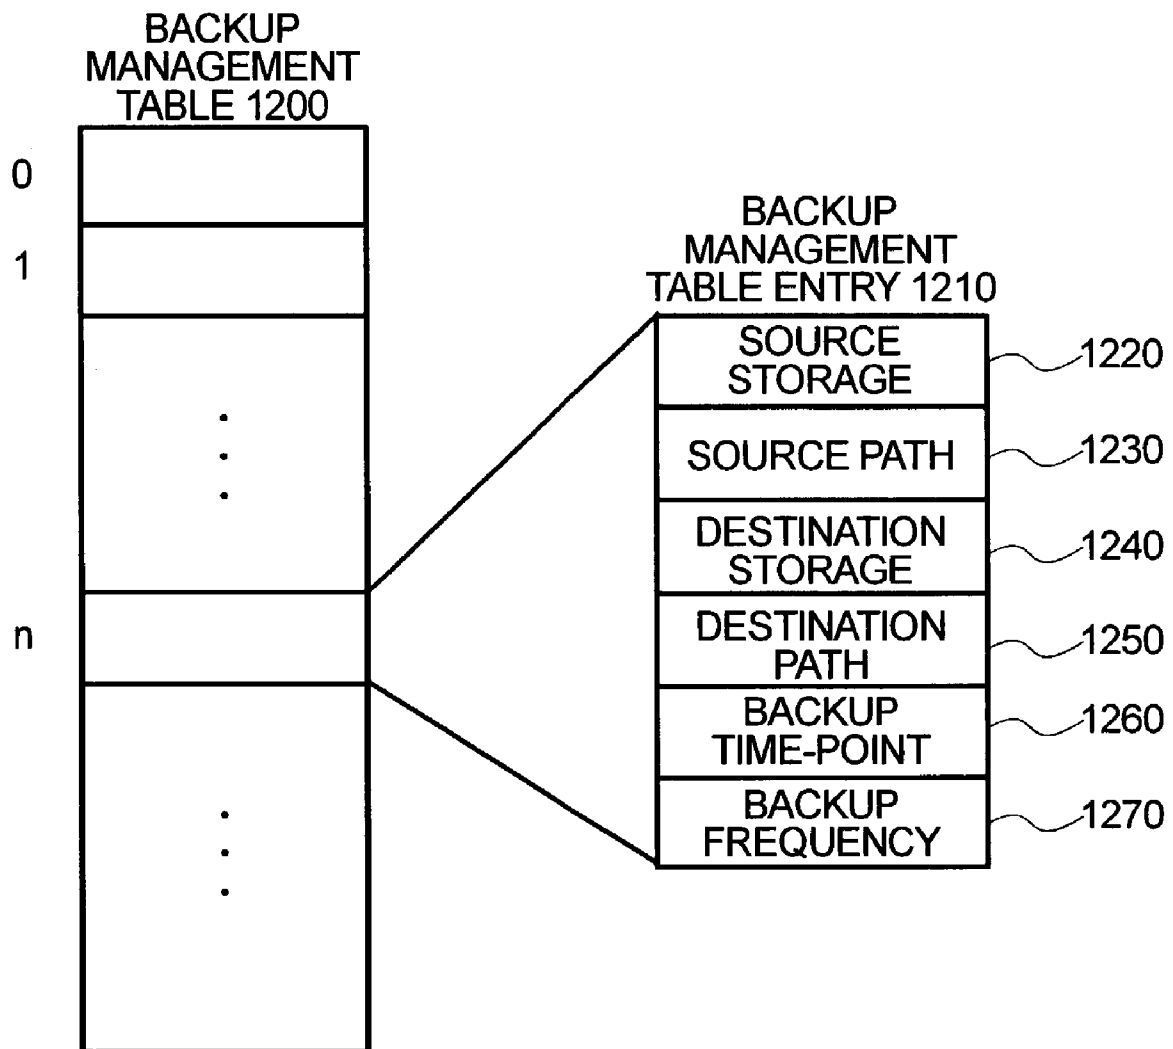 BACKUP
MANAGEMENT
TABLE 1200
0
1
n
BACKUP
MANAGEMENT
TABLE ENTRY 1210
SOURCE
STORAGE
1220
SOURCE PATH
1230
DESTINATION
STORAGE
1240
DESTINATION
PATH
1250
BACKUP
TIME-POINT
1260
BACKUP
FREQUENCY
1270